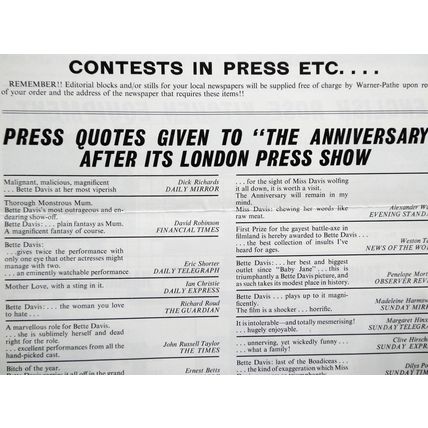 CONTESTS IN PRESS ETC. . . .
REMEMBER!! Editorial blocks and/or stills for your local newspapers will be supplied free of charge by Warner-Pathe upon
of your order and the address of the newspaper that requires these items!!
PRESS QUOTES GIVEN TO "THE ANNIVERSARY
AFTER ITS LONDON PRESS SHOW
Malignant, malicious, magnificent
. . . Bette Davis at her most viperish
Dick Richards
DAILY MIRROR
Thorough Monstrous Mum.
Bette Davis's most outrageous and en-
dearing show-off.
Bette Davis: . . . plain fantasy as Mum.
A magnificent fantasy of course.
David Robinson
FINANCIAL TIMES
Bette Davis:
. . . gives twice the performance with
only one eye that other actresses might
manage with two.
. . . an eminently watchable performance
Eric Shorter
DAILY TELEGRAPH
Mother Love, with a sting in it.
Ian Christie
DAILY EXPRESS
Bette Davis: . . . the woman you love
to hate . . .
Richard Roud
THE GUARDIAN
A marvellous role for Bette Davis.
. . . she is sublimely herself and dead
right for the role.
. . . excellent performances from all the
hand-picked cast.
John Russell Taylor
THE TIMES
Bitch of the year.
Ernest Betts
. . . for the sight of Miss Davis wolfing
it all down, it is worth a visit.
The Anniversary will remain in my
mind.
Miss Davis, chewing her words like
raw meat.
Alexander
EVENING
First Prize for the gayest battle-axe in
filmland is hereby awarded to Bette Davis
. . . the best collection of insults I've
heard for ages.
Weston
NEWS OF THE
Bette Davis: . . . her best and biggest
outlet since "Baby Jane" . . . this is
triumphantly a Bette Davis picture, and
as such takes its modest place in history.
Penelope
OBSERVER
Bette Davis . . . plays up to it magni-
ficently.
The film is a shocker . . . horrific.
Madeleine
SUNDAY
It is intolerable—and totally mesmerising!
. . . hugely enjoyable.
Margaret
SUNDAY
. . . unnerving, yet wickedly funny . . .
. . . what a family!
Clive
SUNDAY
Bette Davis: last of the Boadiceas . . .
. . . the kind of exaggeration which Miss
Dilys